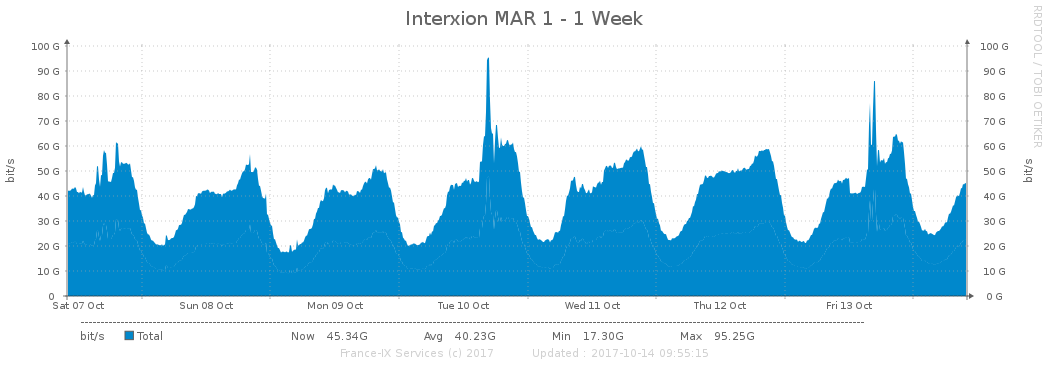 Interxion MAR 1 - 1 Week
RRDTOOL / TOBI OETIKER
bit/s
bit/s
100 G 100 G
90 G 90 G
80 G 80 G
70 G 70 G
60 G 60 G
50 G 50 G
40 G 40 G
30 G 30 G
20 G 20 G
10 G 10 G
0 0 G
Sat 07 Oct Sun 08 Oct Mon 09 Oct Tue 10 Oct Wed 11 Oct Thu 12 Oct Fri 13 Oct
bit/s Total Now 45.34G Avg 40.23G Min 17.30G Max 95.25G
France-IX Services (c) 2017 Updated : 2017-10-14 09:55:15